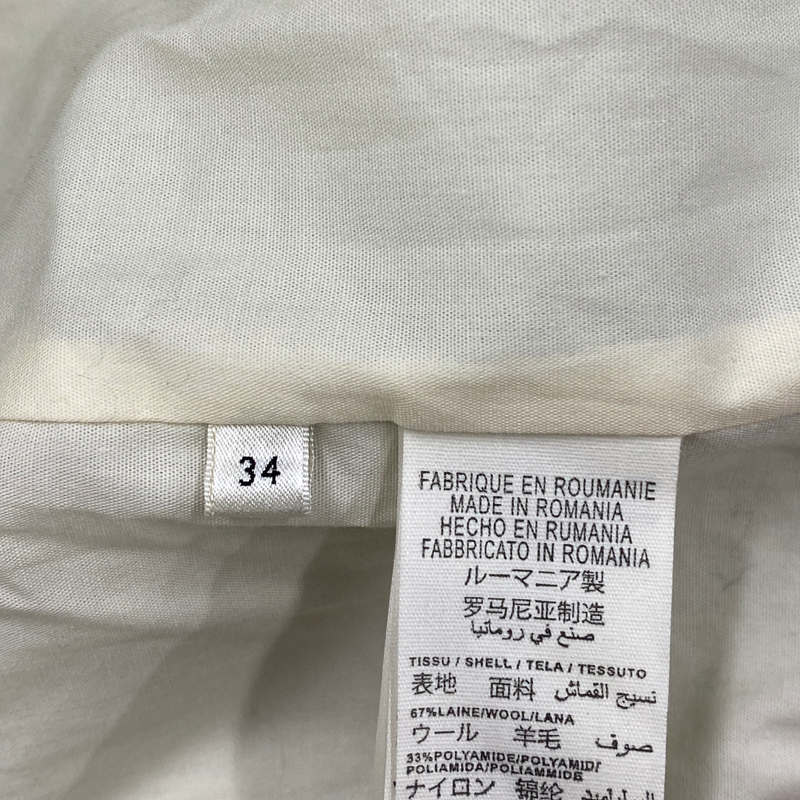 34
FABRIQUE EN ROUMANIE
MADE IN ROMANIA
HECHO EN RUMANIA
FABBRICATO IN ROMANIA
ルーマニア製
罗马尼亚制造
صنع في رومانيا
TISSU / SHELL / TELA / TESSUTO
表地 面料 نسيج القماش
67%LAINE/WOOL/LANA
ウール 羊毛 صوف
33%POLYAMIDE/POLYAMID/
POLIAMIDA/POLIAMMIDE
ナイロン 锦纶